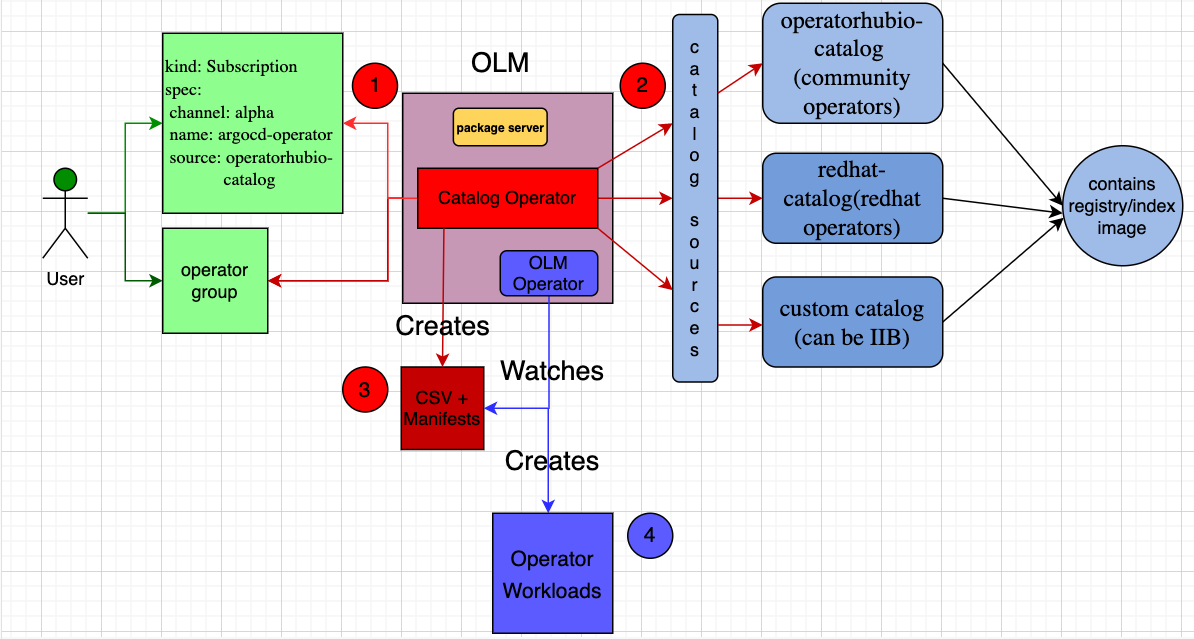 OLM
kind: Subscription
spec:
channel: alpha
name: argocd-operator
source: operatorhubio-
catalog
1
User
operator
group
package server
Catalog Operator
OLM
Operator
2
catalog sources
operatorhubio-
catalog
(community
operators)
redhat-
catalog(redhat
operators)
custom catalog
(can be IIB)
contains
registry/index
image
Creates
Watches
3
CSV +
Manifests
Creates
Operator
Workloads
4